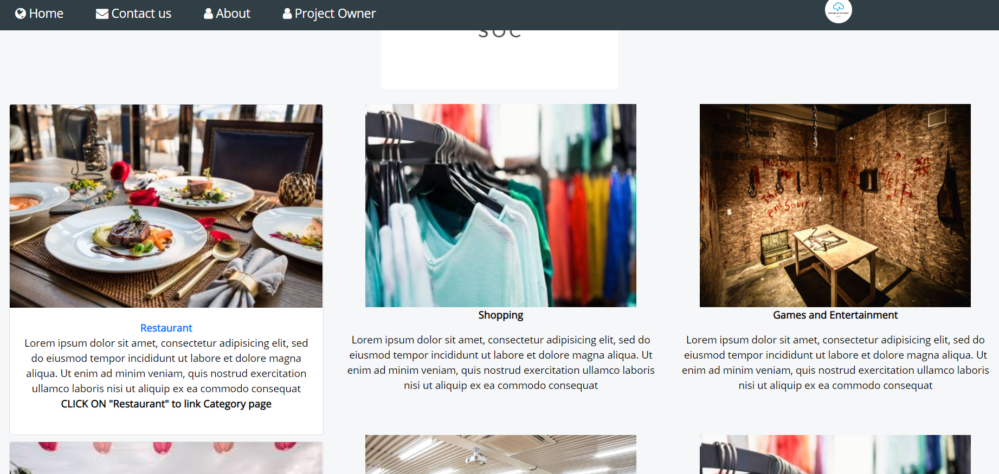 Home Contact us About Project Owner
SOC
Restaurant
Lorem ipsum dolor sit amet, consectetur adipisicing elit, sed
do eiusmod tempor incididunt ut labore et dolore magna
aliqua. Ut enim ad minim veniam, quis nostrud exercitation
ullamco laboris nisi ut aliquip ex ea commodo consequat
CLICK ON "Restaurant" to link Category page
Shopping
Lorem ipsum dolor sit amet, consectetur adipisicing elit, sed do
eiusmod tempor incididunt ut labore et dolore magna aliqua. Ut
enim ad minim veniam, quis nostrud exercitation ullamco laboris
nisi ut aliquip ex ea commodo consequat
Games and Entertainment
Lorem ipsum dolor sit amet, consectetur adipisicing elit, sed do
eiusmod tempor incididunt ut labore et dolore magna aliqua. Ut
enim ad minim veniam, quis nostrud exercitation ullamco laboris
nisi ut aliquip ex ea commodo consequat